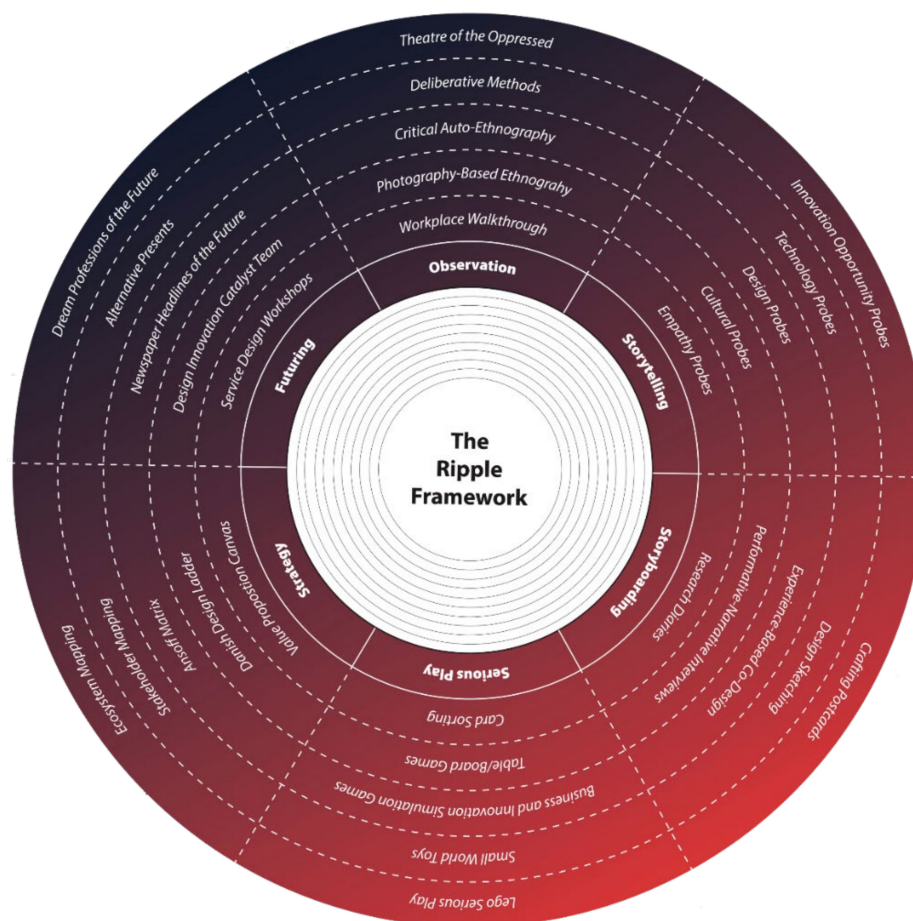 Theatre of the Oppressed
Deliberative Methods
Critical Auto-Ethnography
Photography-Based Ethnograhy
Workplace Walkthrough
Observation
Innovation Opportunity Probes
Technology Probes
Design Probes
Cultural Probes
Empathy Probes
Storytelling
Crafting Postcards
Design Sketching
Experience-Based Co-Design
Performative Narrative Interviews
Research Diaries
Storyboarding
Serious Play
Card Sorting
Table/Board Games
Business and Innovation Simulation Games
Small World Toys
Lego Serious Play
Strategy
Value Propostion Canvas
Danish Design Ladder
Ansoff Matrix
Stakeholder Mapping
Ecosystem Mapping
Dream Professions of the Future
Alternative Presents
Newspaper Headlines of the Future
Design Innovation Catalyst Team
Service Design Workshops
Futuring
The
Ripple
Framework